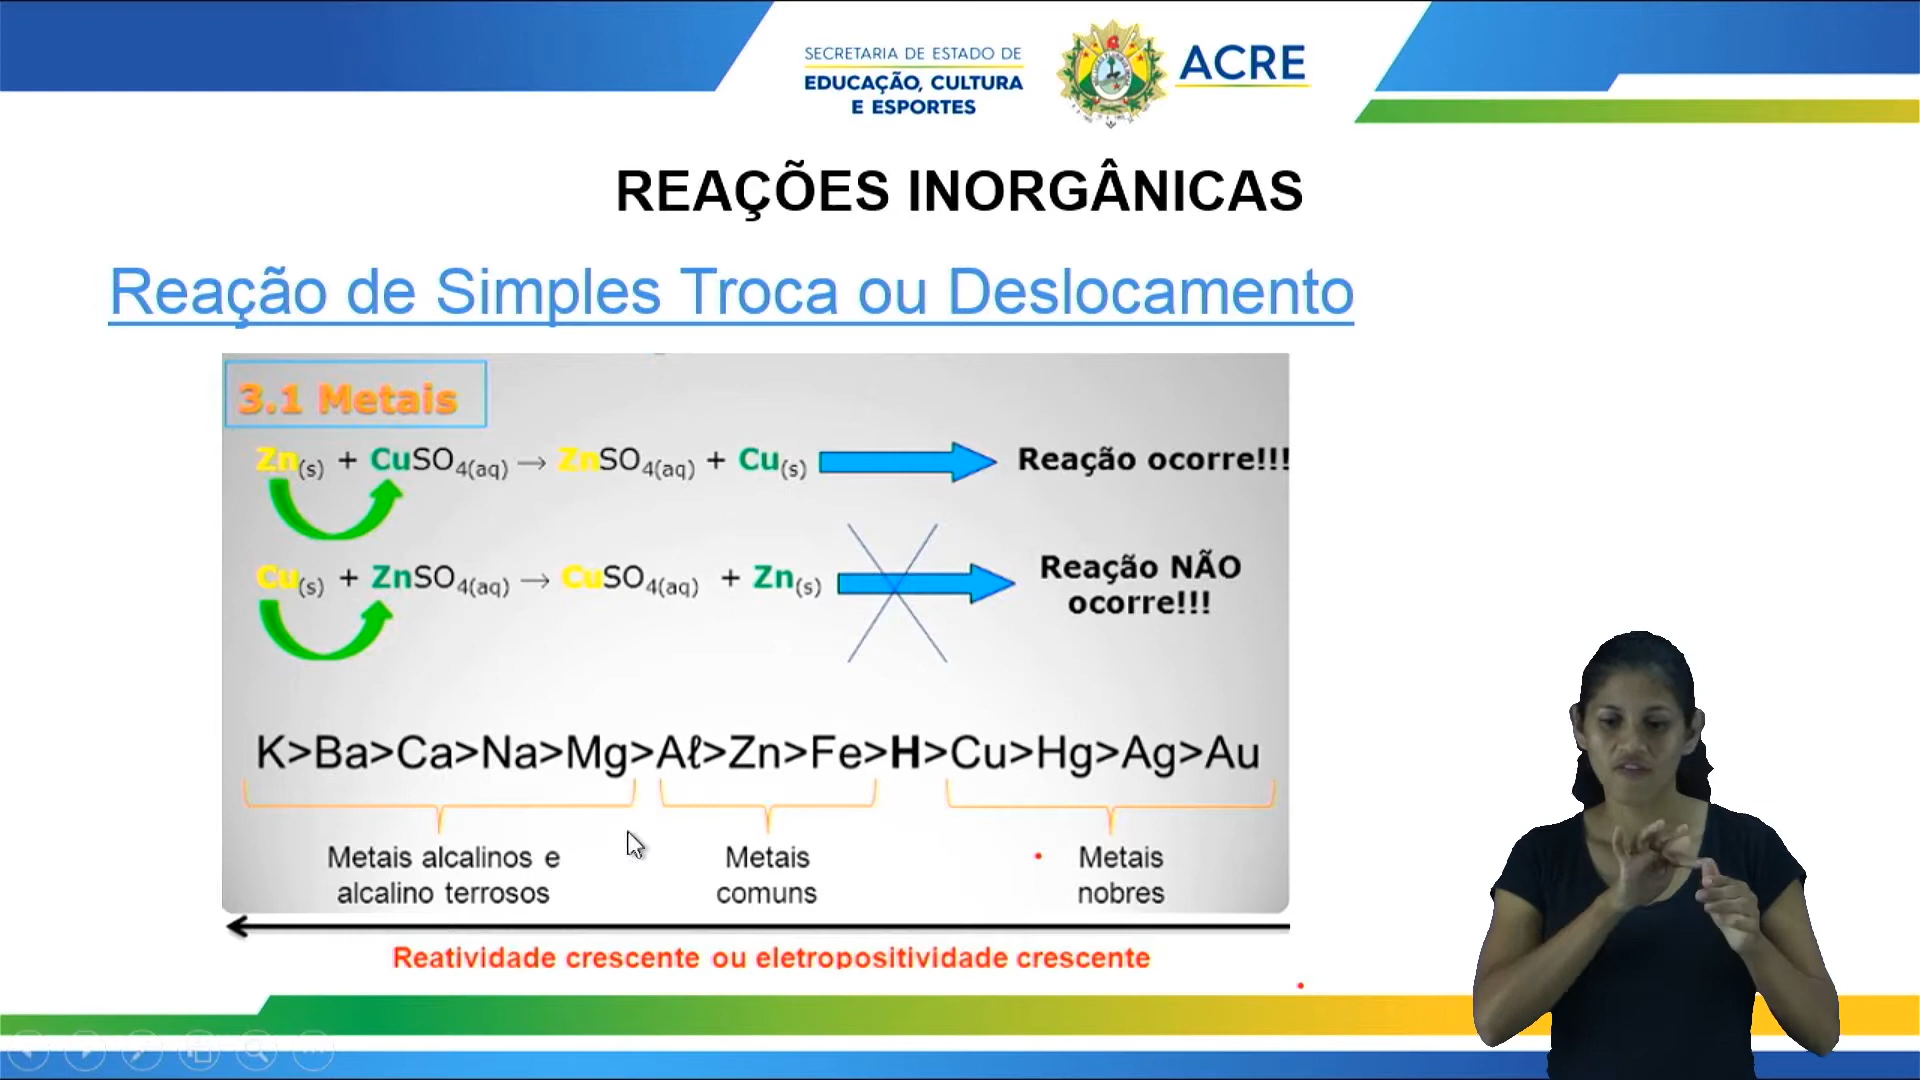 SECRETARIA DE ESTADO DE
EDUCAÇÃO, CULTURA
E ESPORTES
ACRE
REAÇÕES INORGÂNICAS
Reação de Simples Troca ou Deslocamento
3.1 Metais
Zn(s) + CuSO4(aq) → ZnSO4(aq) + Cu(s) Reação ocorre!!!
Cu(s) + ZnSO4(aq) → CuSO4(aq) + Zn(s) Reação NÃO
ocorre!!!
K>Ba>Ca>Na>Mg>Aℓ>Zn>Fe>H>Cu>Hg>Ag>Au
Metais alcalinos e
alcalino terrosos
Metais
comuns
Metais
nobres
Reatividade crescente ou eletropositividade crescente